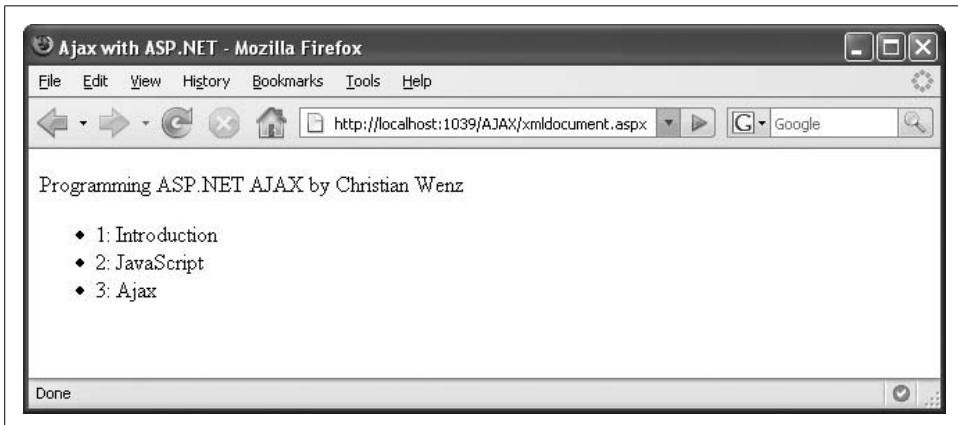 Ajax with ASP.NET - Mozilla Firefox
File Edit View History Bookmarks Tools Help
http://localhost:1039/AJAX/xmldocument.aspx G Google
Programming ASP.NET AJAX by Christian Wenz
• 1: Introduction
• 2: JavaScript
• 3: Ajax
Done